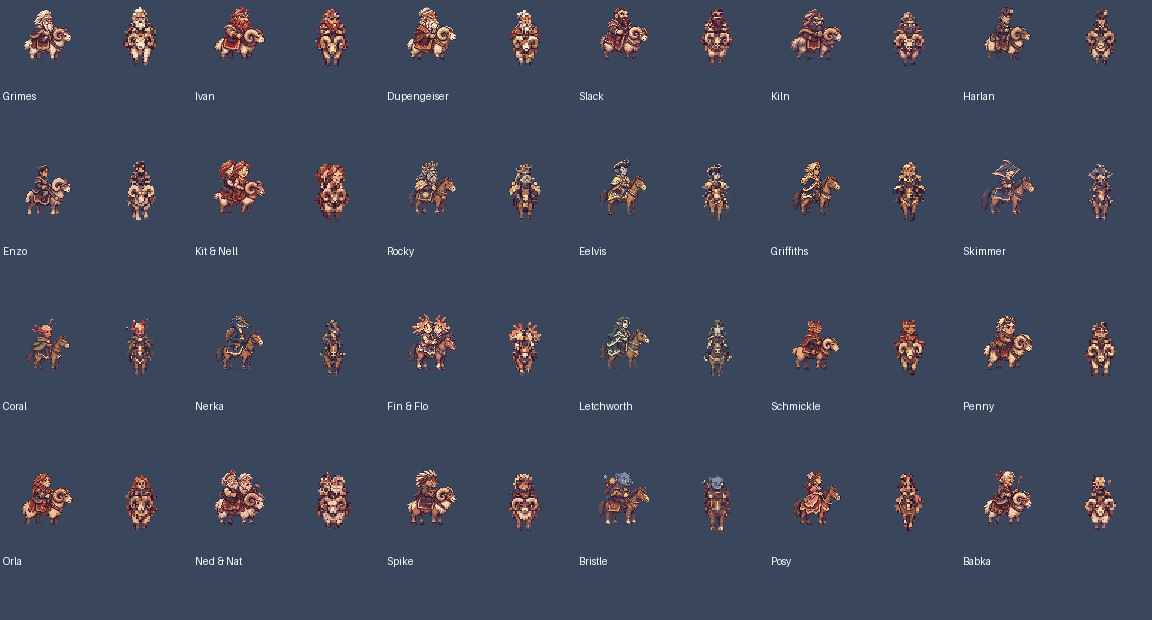 Grimes
Ivan
Dupengeiser
Slack
Kiln
Harlan
Enzo
Kit & Nell
Rocky
Eelvis
Griffiths
Skimmer
Coral
Nerka
Fin & Flo
Letchworth
Schmickle
Penny
Orla
Ned & Nat
Spike
Bristle
Posy
Babka